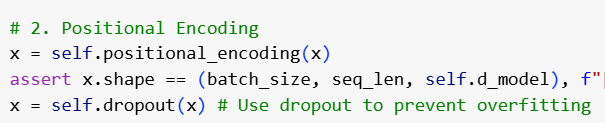 # 2. Positional Encoding
x = self.positional_encoding(x)
assert x.shape == (batch_size, seq_len, self.d_model), f"
x = self.dropout(x) # Use dropout to prevent overfitting